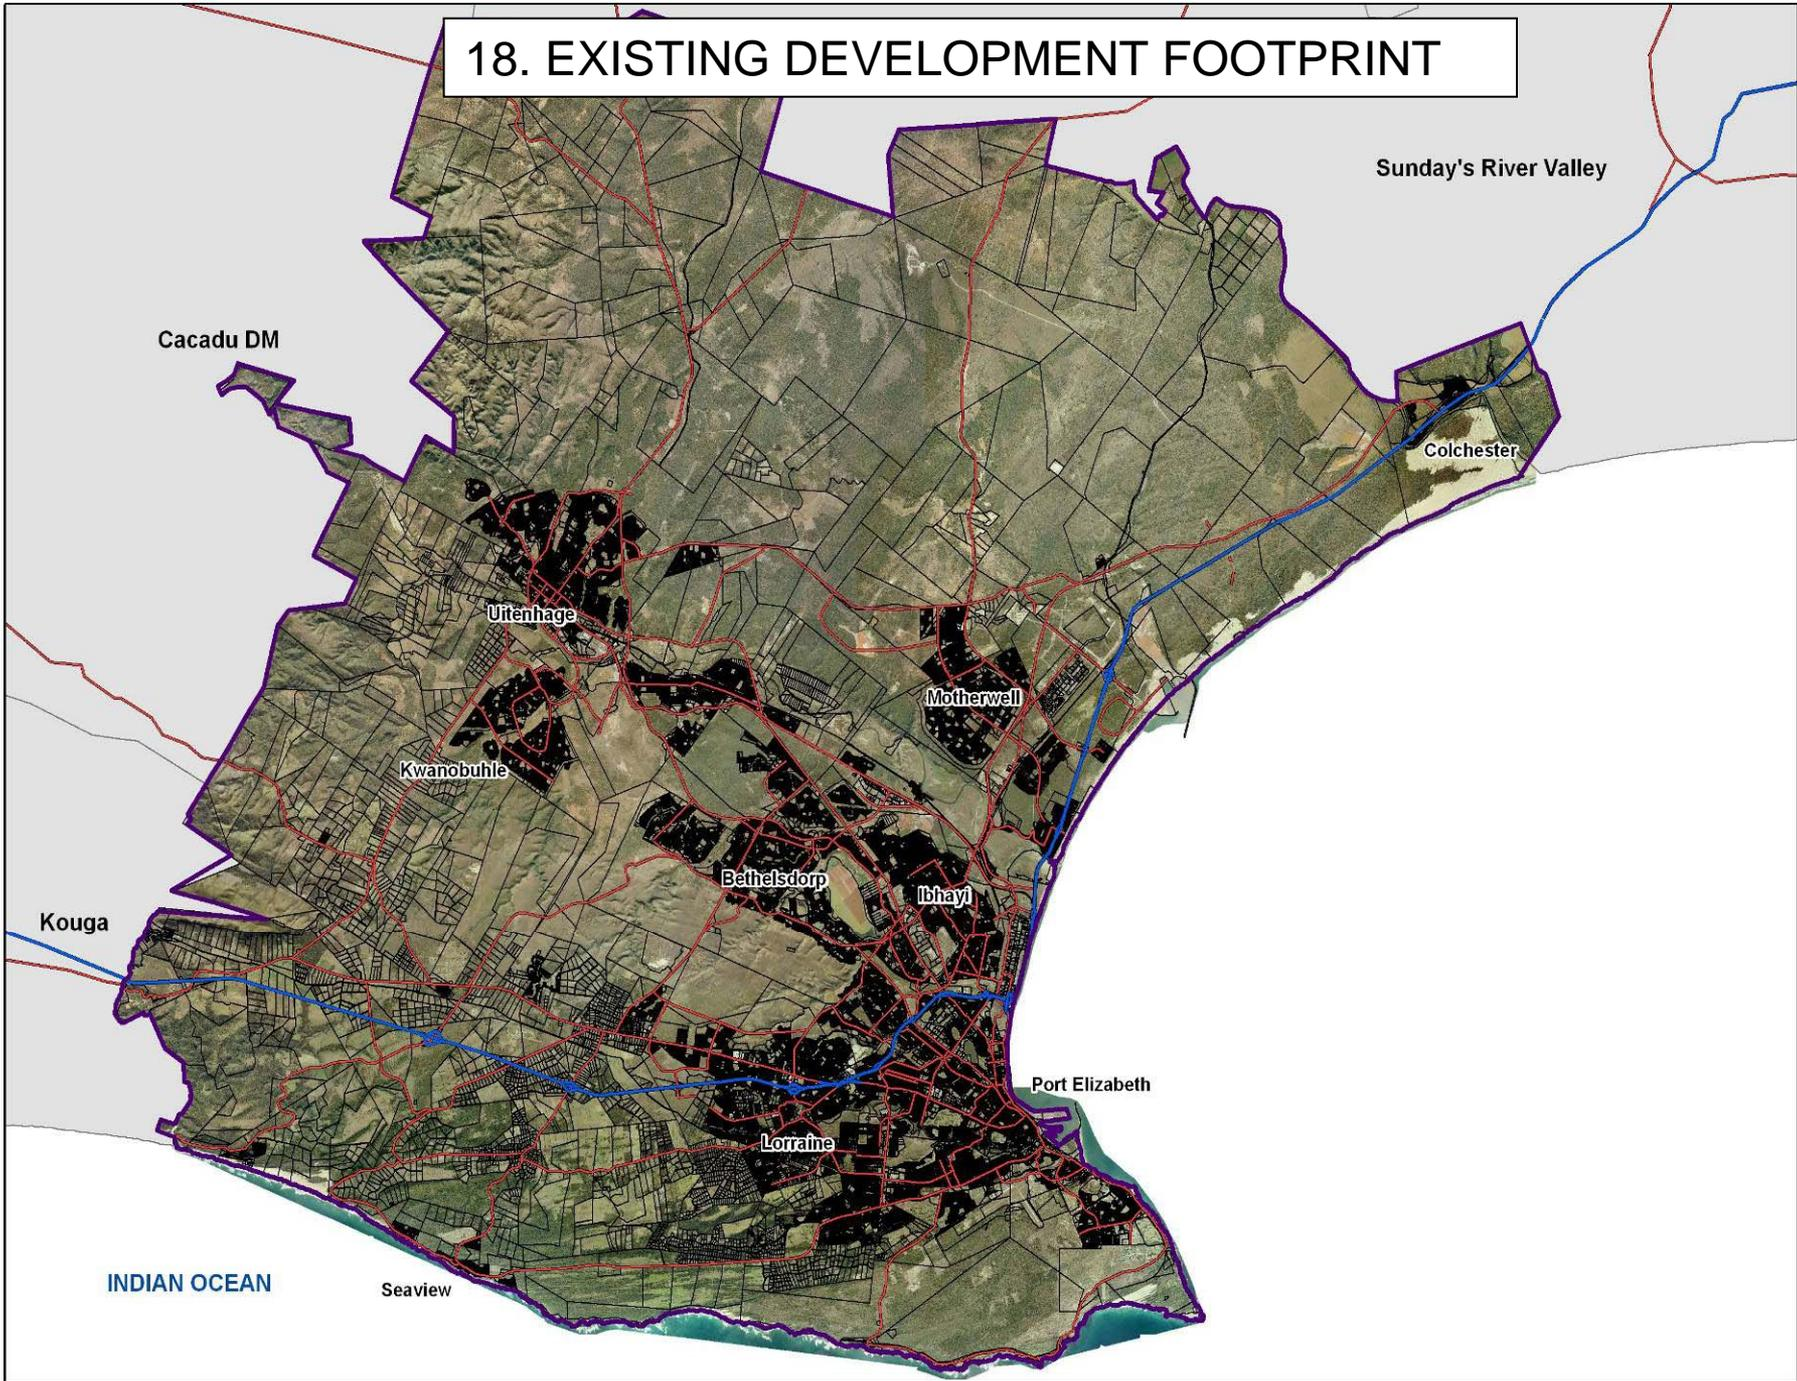 18. EXISTING DEVELOPMENT FOOTPRINT
Sunday's River Valley
Cacadu DM
Colchester
Uitenhage
Motherwell
Kwanobuhle
Bethelsdorp
Ibhayi
Kouga
Port Elizabeth
Lorraine
INDIAN OCEAN
Seaview